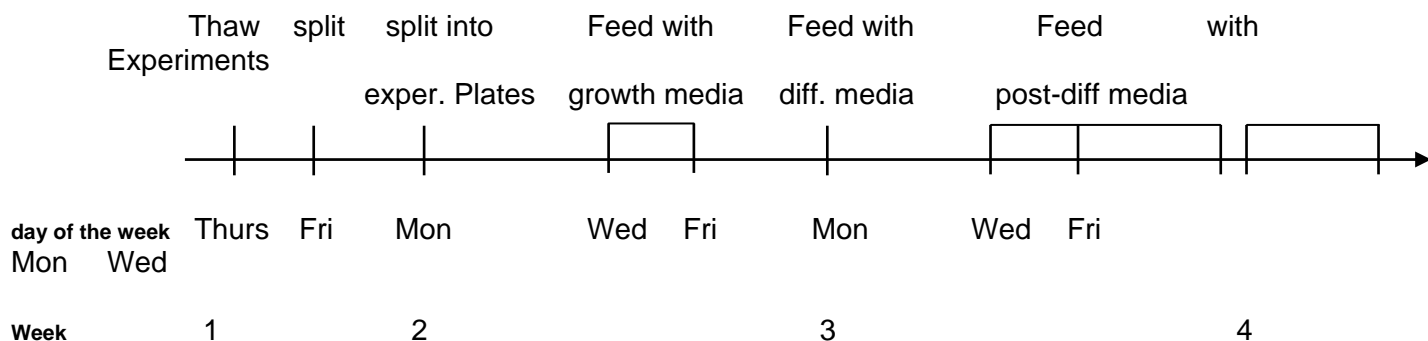 Thaw split split into Feed with Feed with Feed with
Experiments
exper. Plates growth media diff. media post-diff media
day of the week Thurs Fri Mon Wed Fri Mon Wed Fri
Mon Wed
Week 1 2 3 4